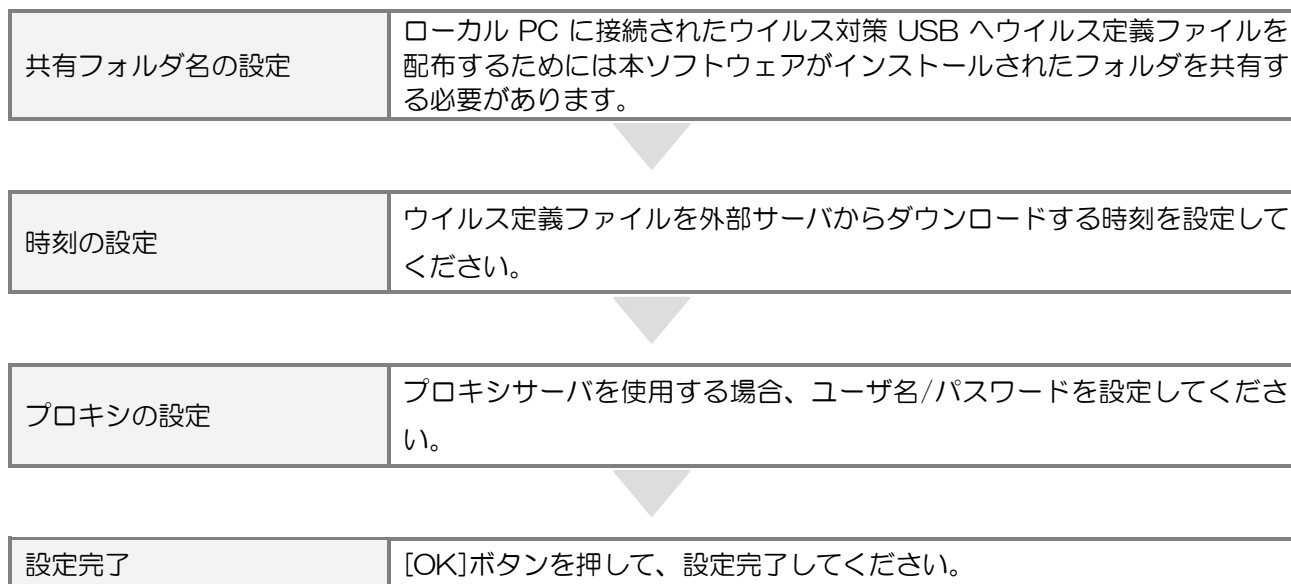 共有フォルダ名の設定
ローカル PC に接続されたウイルス対策 USB へウイルス定義ファイルを
配布するためには本ソフトウェアがインストールされたフォルダを共有す
る必要があります。
時刻の設定
ウイルス定義ファイルを外部サーバからダウンロードする時刻を設定して
ください。
プロキシの設定
プロキシサーバを使用する場合、ユーザ名/パスワードを設定してくださ
い。
設定完了
[OK]ボタンを押して、設定完了してください。